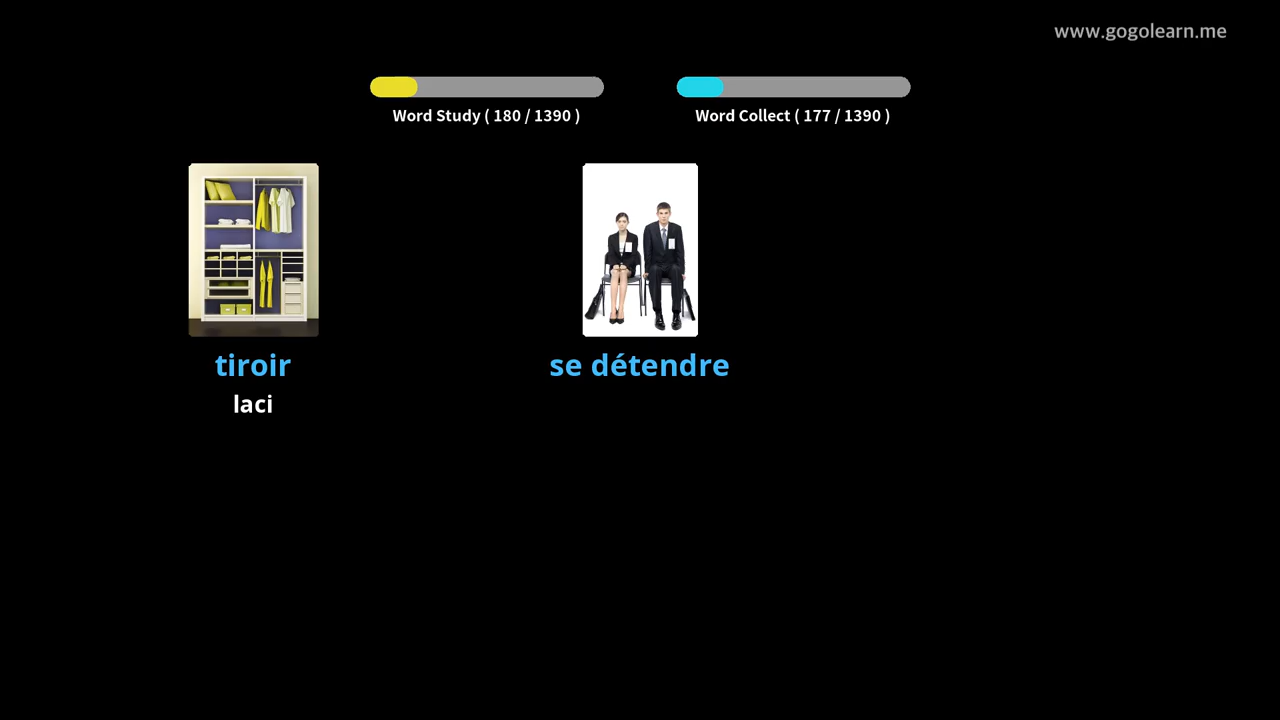 www.gogolearn.me
Word Study ( 180 / 1390 )
Word Collect ( 177 / 1390 )
tiroir
laci
se détendre